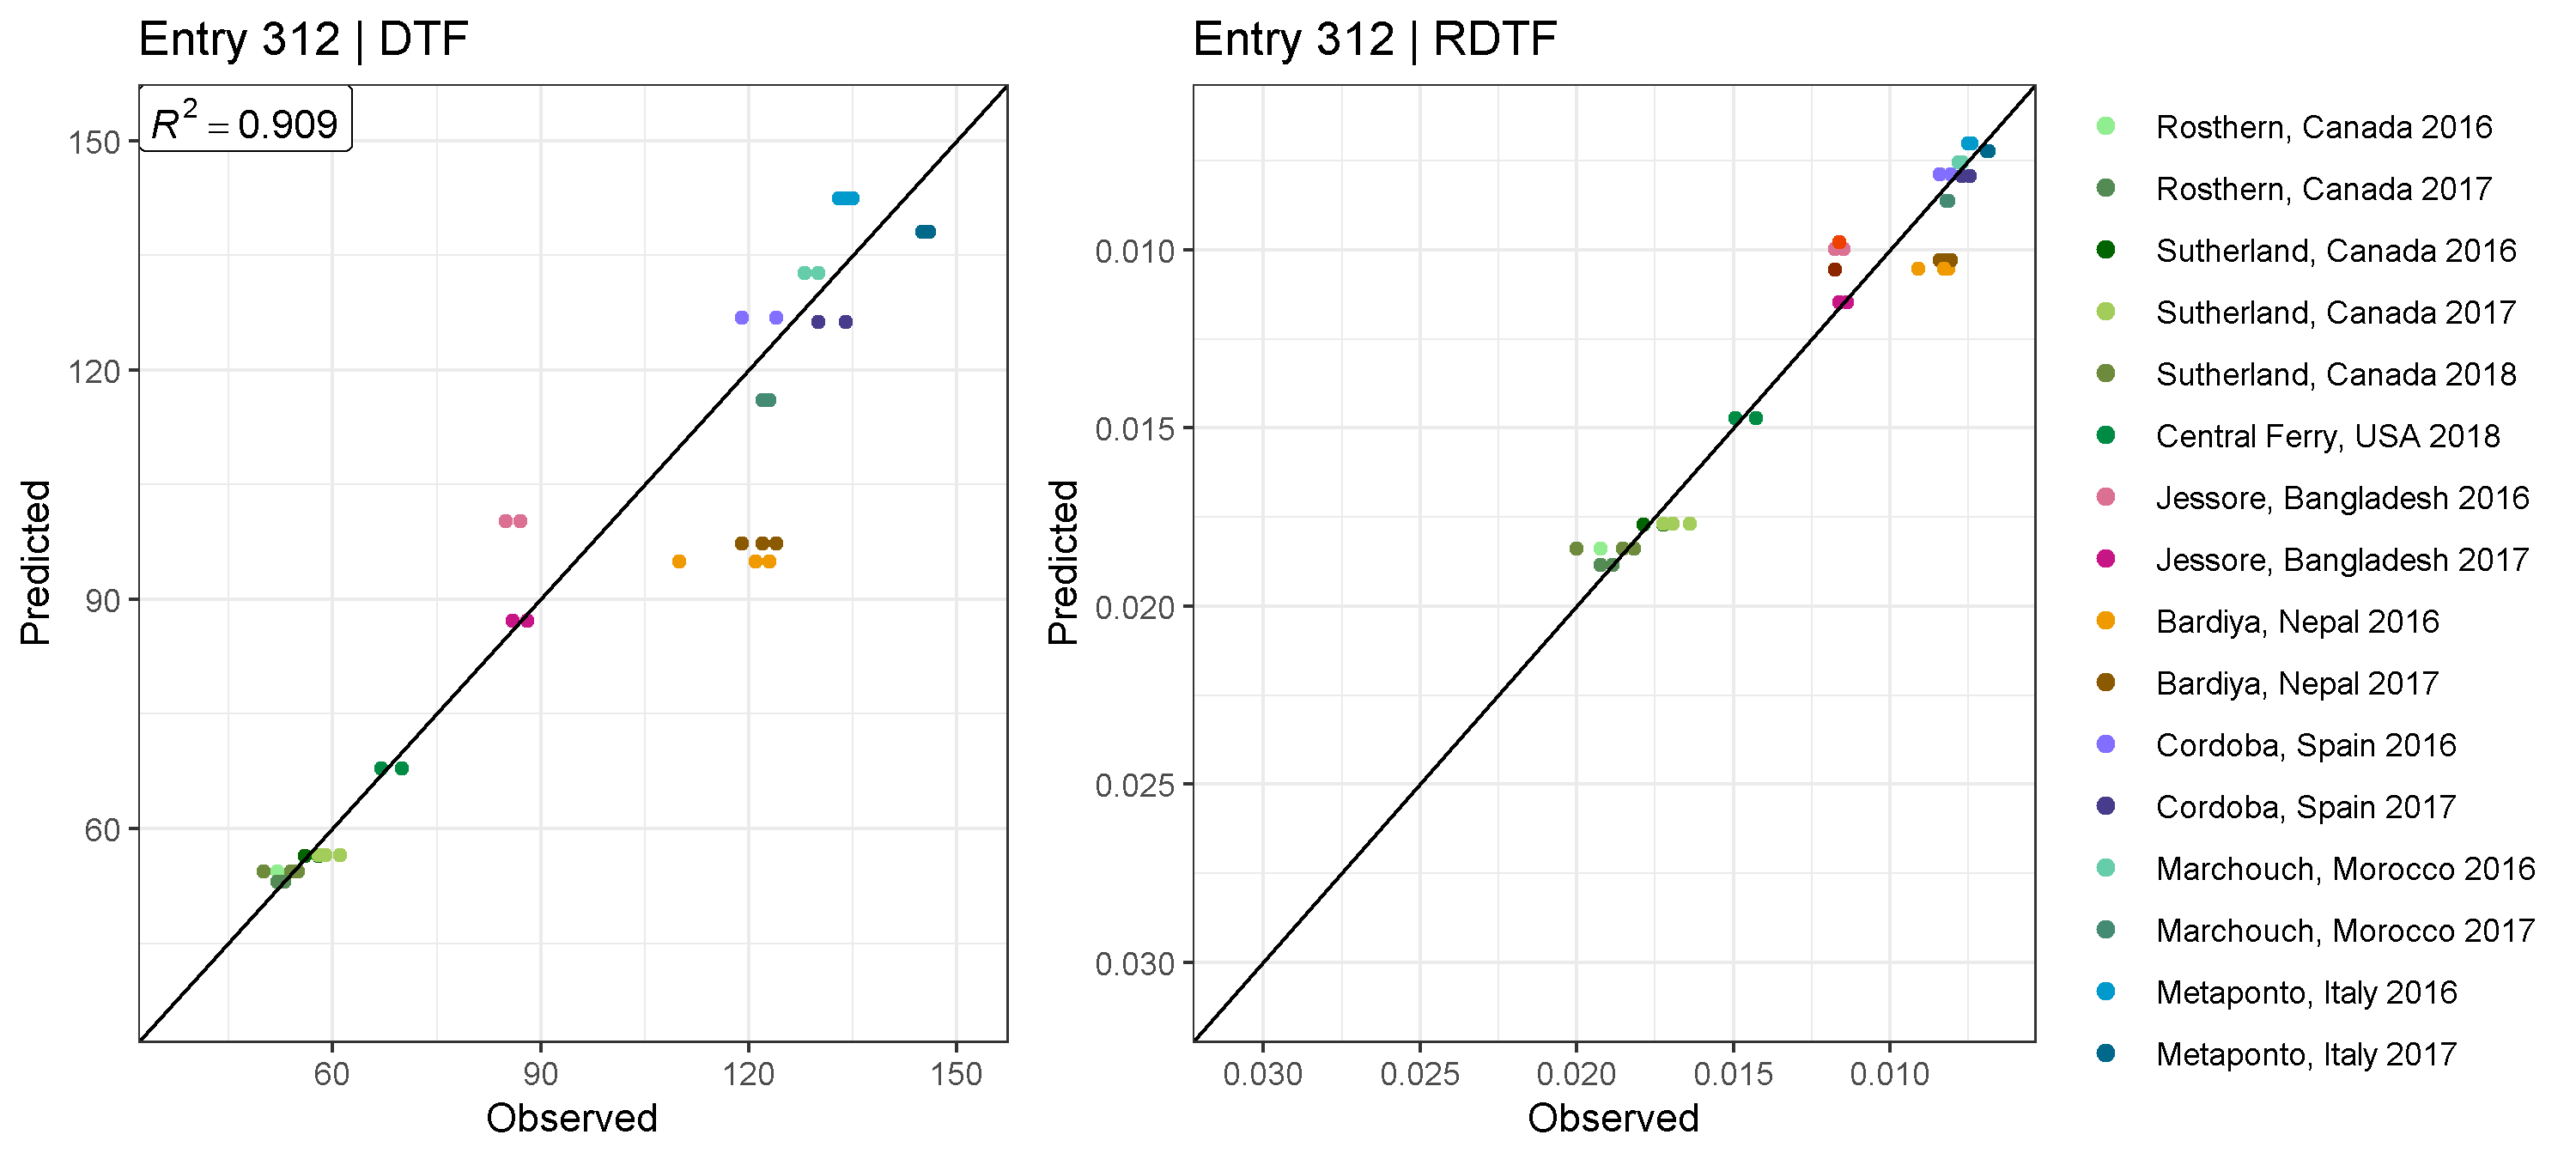 Entry 312 | DTF
R² = 0.909
150
120
90
60
Predicted
60 90 120 150
Observed
Entry 312 | RDTF
0.010
0.015
0.020
0.025
0.030
Predicted
0.030 0.025 0.020 0.015 0.010
Observed
Rosthern, Canada 2016
Rosthern, Canada 2017
Sutherland, Canada 2016
Sutherland, Canada 2017
Sutherland, Canada 2018
Central Ferry, USA 2018
Jessore, Bangladesh 2016
Jessore, Bangladesh 2017
Bardiya, Nepal 2016
Bardiya, Nepal 2017
Cordoba, Spain 2016
Cordoba, Spain 2017
Marchouch, Morocco 2016
Marchouch, Morocco 2017
Metaponto, Italy 2016
Metaponto, Italy 2017